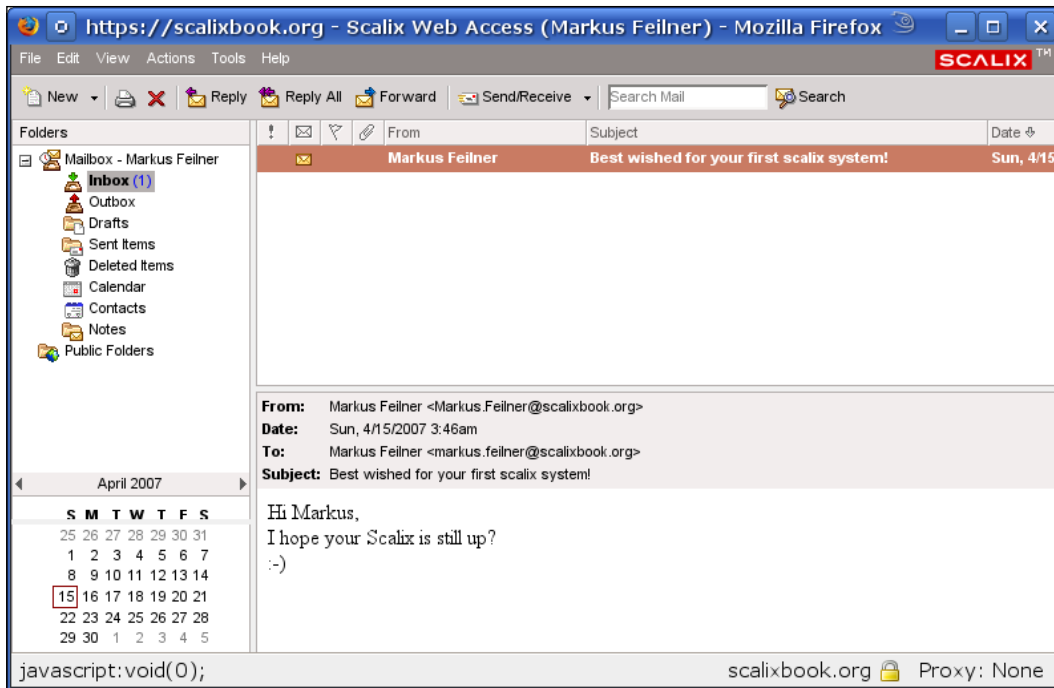 https://scalixbook.org - Scalix Web Access (Markus Feilner) - Mozilla Firefox
File Edit View Actions Tools Help
SCALIX TM
New Reply Reply All Forward Send/Receive Search Mail Search
Folders
Mailbox - Markus Feilner
Inbox (1)
Outbox
Drafts
Sent Items
Deleted Items
Calendar
Contacts
Notes
Public Folders
April 2007
S M T W T F S
25 26 27 28 29 30 31
1 2 3 4 5 6 7
8 9 10 11 12 13 14
15 16 17 18 19 20 21
22 23 24 25 26 27 28
29 30 1 2 3 4 5
! From Subject Date
Markus Feilner Best wished for your first scalix system! Sun, 4/15
From: Markus Feilner <Markus.Feilner@scalixbook.org>
Date: Sun, 4/15/2007 3:46am
To: Markus Feilner <markus.feilner@scalixbook.org>
Subject: Best wished for your first scalix system!
Hi Markus,
I hope your Scalix is still up?
:-)
javascript:void(0);
scalixbook.org Proxy: None